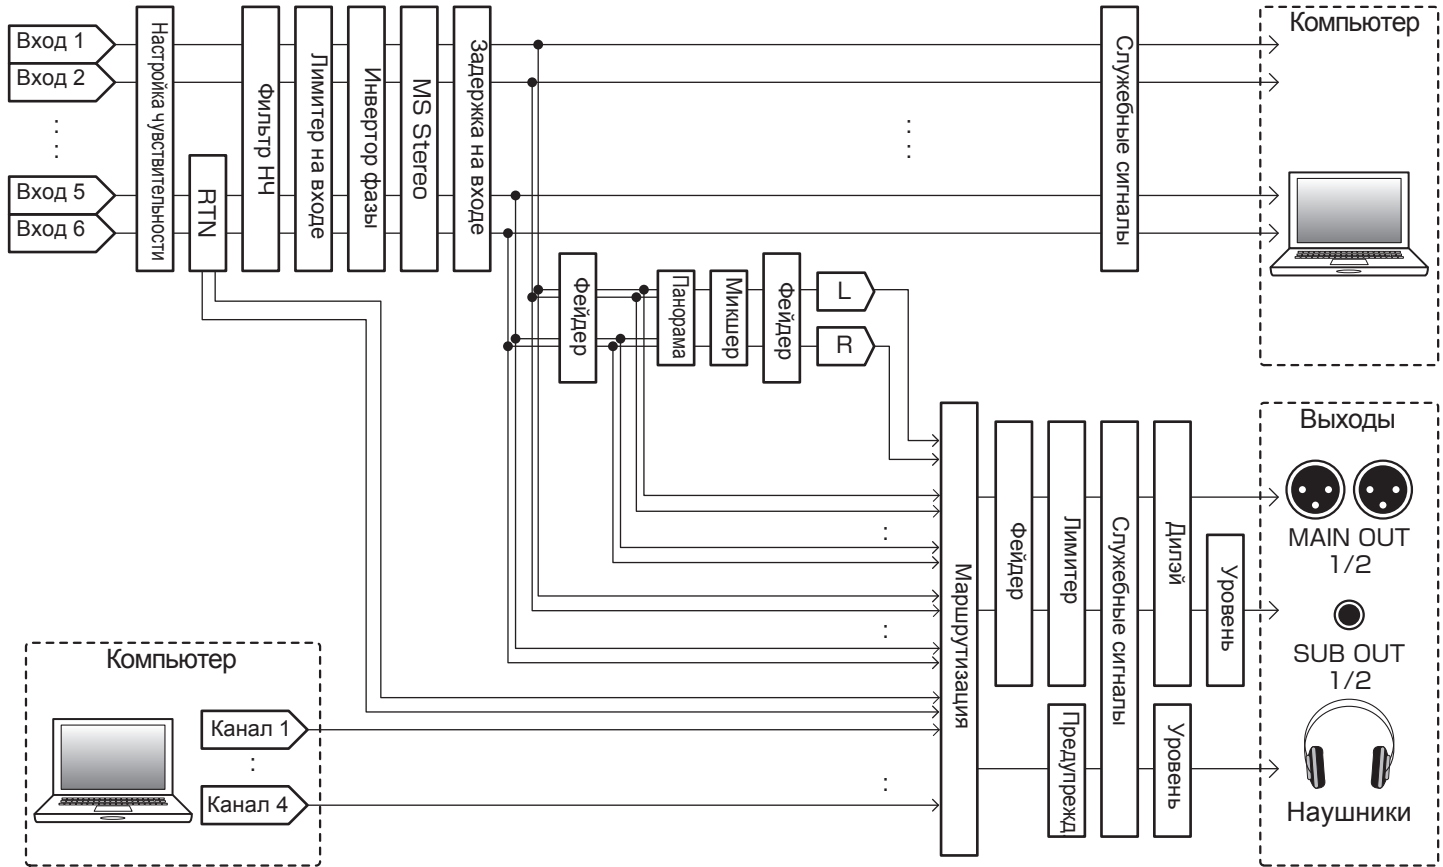 Вход 1
Вход 2
Вход 5
Вход 6
Настройка чувствительности
RTN
Фильтр НЧ
Лимитер на входе
Инвертор фазы
MS Stereo
Задержка на входе
Служебные сигналы
Компьютер
Фейдер
Панорама
Микшер
Фейдер
L
R
Маршрутизация
Фейдер
Лимитер
Служебные сигналы
Дилэй
Уровень
Предупрежд
Уровень
Выходы
MAIN OUT
1/2
SUB OUT
1/2
Наушники
Компьютер
Канал 1
Канал 4